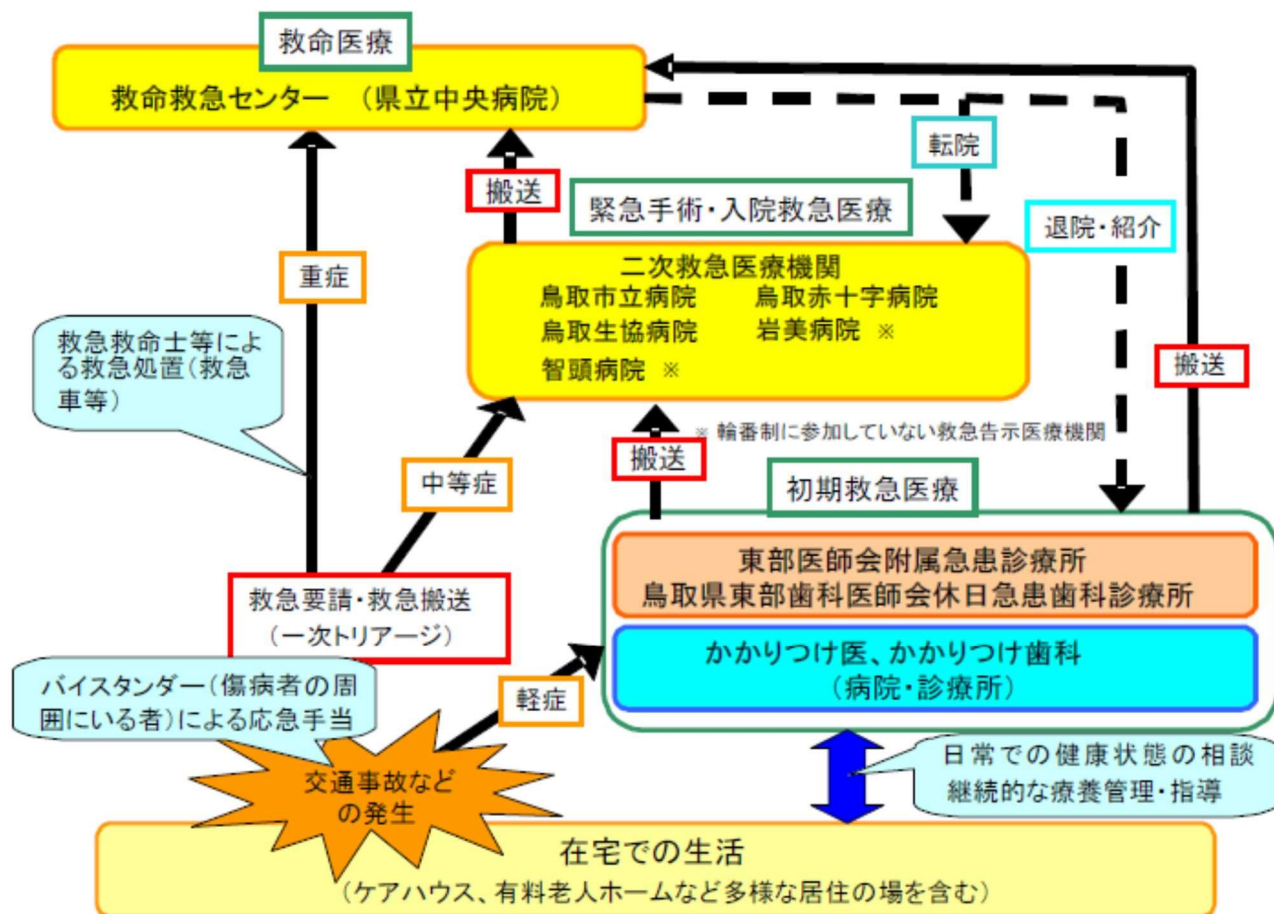 救命医療
救命救急センター （県立中央病院）
転院
搬送
緊急手術・入院救急医療
退院・紹介
重症
二次救急医療機関
鳥取市立病院 鳥取赤十字病院
鳥取生協病院 岩美病院 ※
智頭病院 ※
救急救命士等によ
る救急処置（救急
車等）
搬送
※ 輪番制に参加していない救急告示医療機関
搬送
中等症
初期救急医療
東部医師会附属急患診療所
鳥取県東部歯科医師会休日急患歯科診療所
救急要請・救急搬送
（一次トリアージ）
かかりつけ医、かかりつけ歯科
（病院・診療所）
バイスタンダー（傷病者の周
囲にいる者）による応急手当
軽症
交通事故など
の発生
日常での健康状態の相談
継続的な療養管理・指導
在宅での生活
（ケアハウス、有料老人ホームなど多様な居住の場を含む）